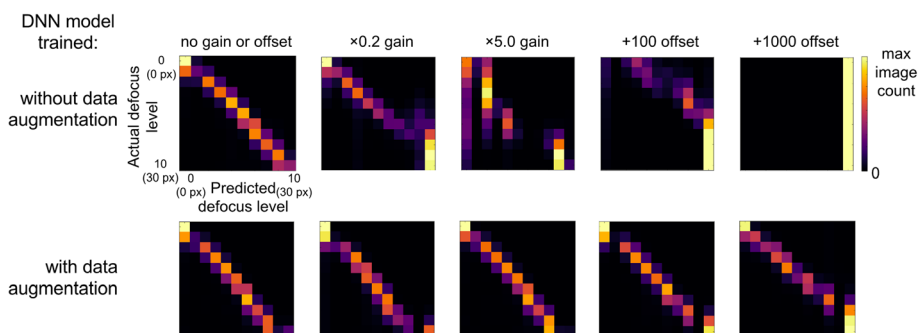 DNN model
trained:
no gain or offset
×0.2 gain
×5.0 gain
+100 offset
+1000 offset
without data
augmentation
Actual defocus
level
0
(0 px)
10
(30 px)
0
(0 px)
10
(30 px)
Predicted
defocus level
max
image
count
0
with data
augmentation